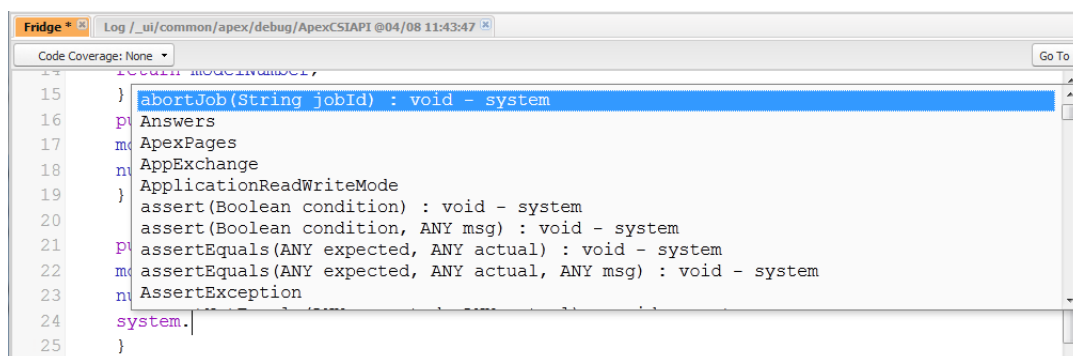 Fridge * Log /_ui/common/apex/debug/ApexCSIAPI @04/08 11:43:47
Code Coverage: None Go To
14 return modelNumber;
15 }
abortJob(String jobId) : void - system
16 pu
Answers
17 mo
ApexPages
18 nu
AppExchange
19 }
ApplicationReadWriteMode
assert(Boolean condition) : void - system
20
assert(Boolean condition, ANY msg) : void - system
21 pu
assertEquals(ANY expected, ANY actual) : void - system
22 mo
assertEquals(ANY expected, ANY actual, ANY msg) : void - system
23 nu
AssertException
24 system.
25 }